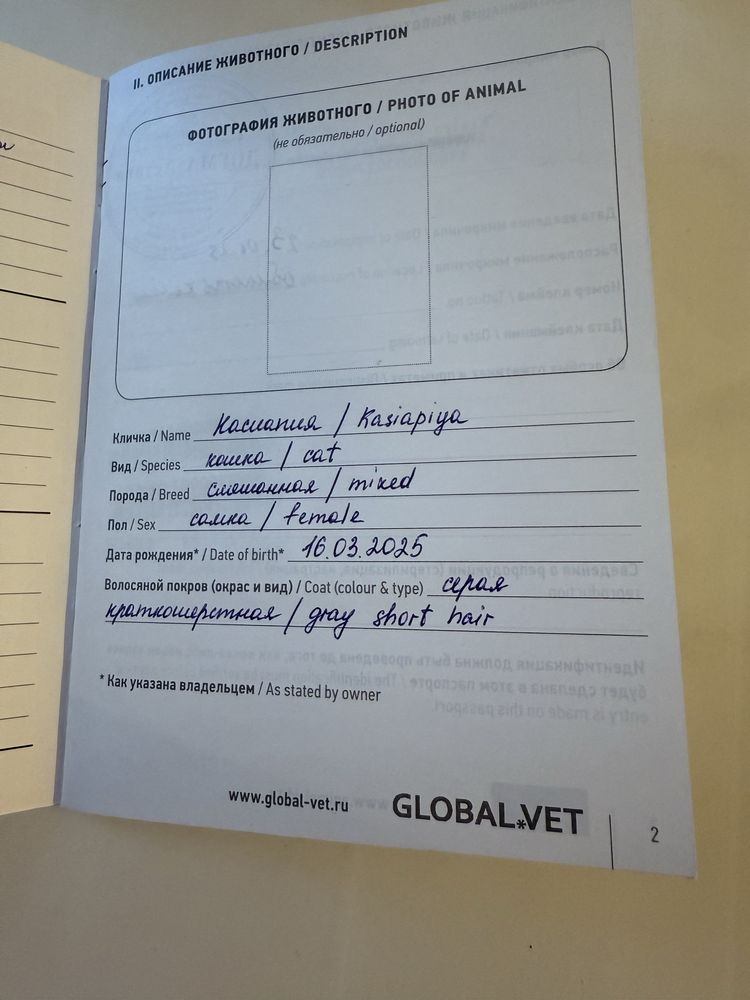 II. ОПИСАНИЕ ЖИВОТНОГО / DESCRIPTION
ФОТОГРАФИЯ ЖИВОТНОГО / PHOTO OF ANIMAL
(не обязательно / optional)
Кличка / Name Касиапия / Kasiapiya
Вид / Species кошка / cat
Порода / Breed смешанная / mixed
Пол / Sex самка / female
Дата рождения* / Date of birth* 16.03.2025
Волосяной покров (окрас и вид) / Coat (colour & type) серая
краткошерстная / gray short hair
* Как указана владельцем / As stated by owner
www.global-vet.ru
GLOBAL*VET
2